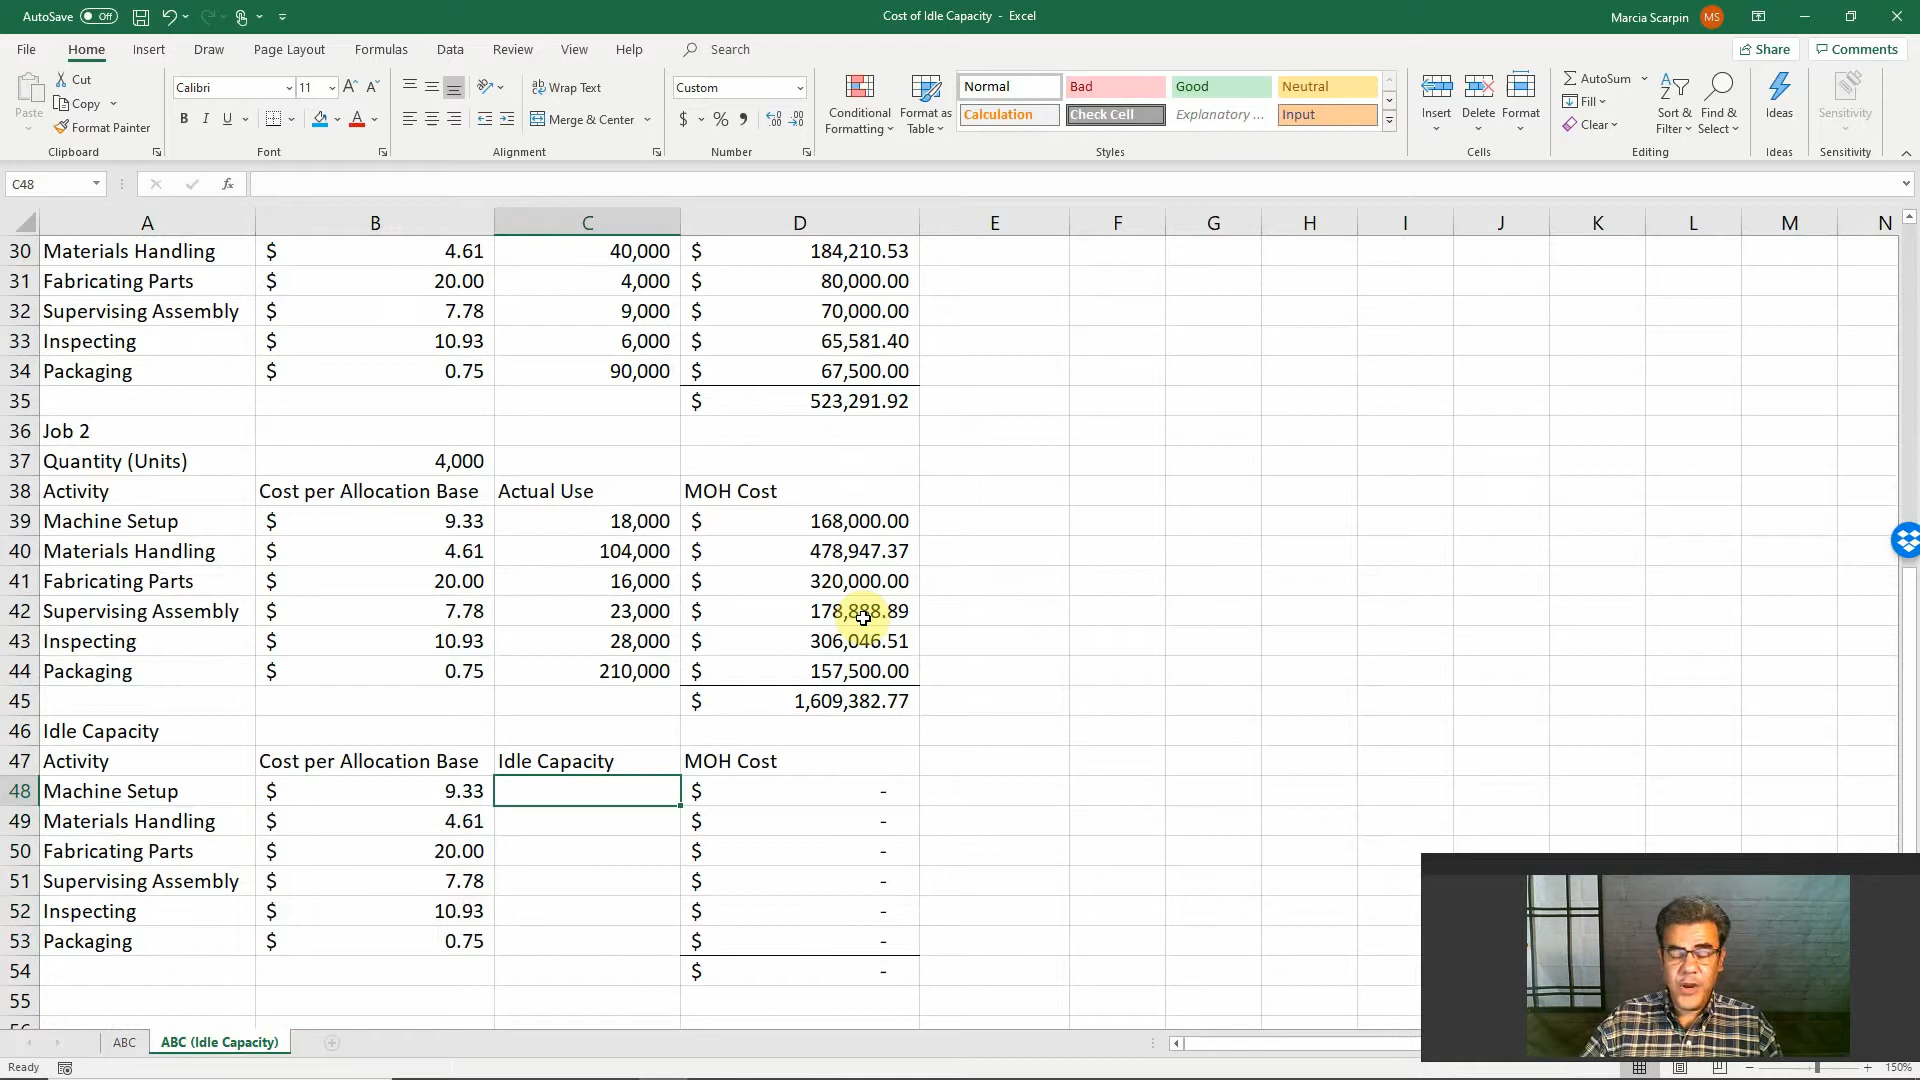 AutoSave Off
Cost of Idle Capacity - Excel
Marcia Scarpin MS
File Home Insert Draw Page Layout Formulas Data Review View Help Search Share Comments
Paste
Cut
Copy
Format Painter
Clipboard
Calibri 11
B I U
Font
Wrap Text
Merge & Center
Alignment
Custom
$ % 9
Number
Conditional Formatting
Format as Table
Normal Bad Good Neutral
Calculation Check Cell Explanatory ... Input
Styles
Insert Delete Format
Cells
AutoSum
Fill
Clear
Sort & Filter
Find & Select
Editing
Ideas
Ideas
Sensitivity
Sensitivity
C48 fx
A B C D E F G H I J K L M N
30 Materials Handling $ 4.61 40,000 $ 184,210.53
31 Fabricating Parts $ 20.00 4,000 $ 80,000.00
32 Supervising Assembly $ 7.78 9,000 $ 70,000.00
33 Inspecting $ 10.93 6,000 $ 65,581.40
34 Packaging $ 0.75 90,000 $ 67,500.00
35 $ 523,291.92
36 Job 2
37 Quantity (Units) 4,000
38 Activity Cost per Allocation Base Actual Use MOH Cost
39 Machine Setup $ 9.33 18,000 $ 168,000.00
40 Materials Handling $ 4.61 104,000 $ 478,947.37
41 Fabricating Parts $ 20.00 16,000 $ 320,000.00
42 Supervising Assembly $ 7.78 23,000 $ 178,888.89
43 Inspecting $ 10.93 28,000 $ 306,046.51
44 Packaging $ 0.75 210,000 $ 157,500.00
45 $ 1,609,382.77
46 Idle Capacity
47 Activity Cost per Allocation Base Idle Capacity MOH Cost
48 Machine Setup $ 9.33 $ -
49 Materials Handling $ 4.61 $ -
50 Fabricating Parts $ 20.00 $ -
51 Supervising Assembly $ 7.78 $ -
52 Inspecting $ 10.93 $ -
53 Packaging $ 0.75 $ -
54 $ -
55
ABC ABC (Idle Capacity)
Ready 150%